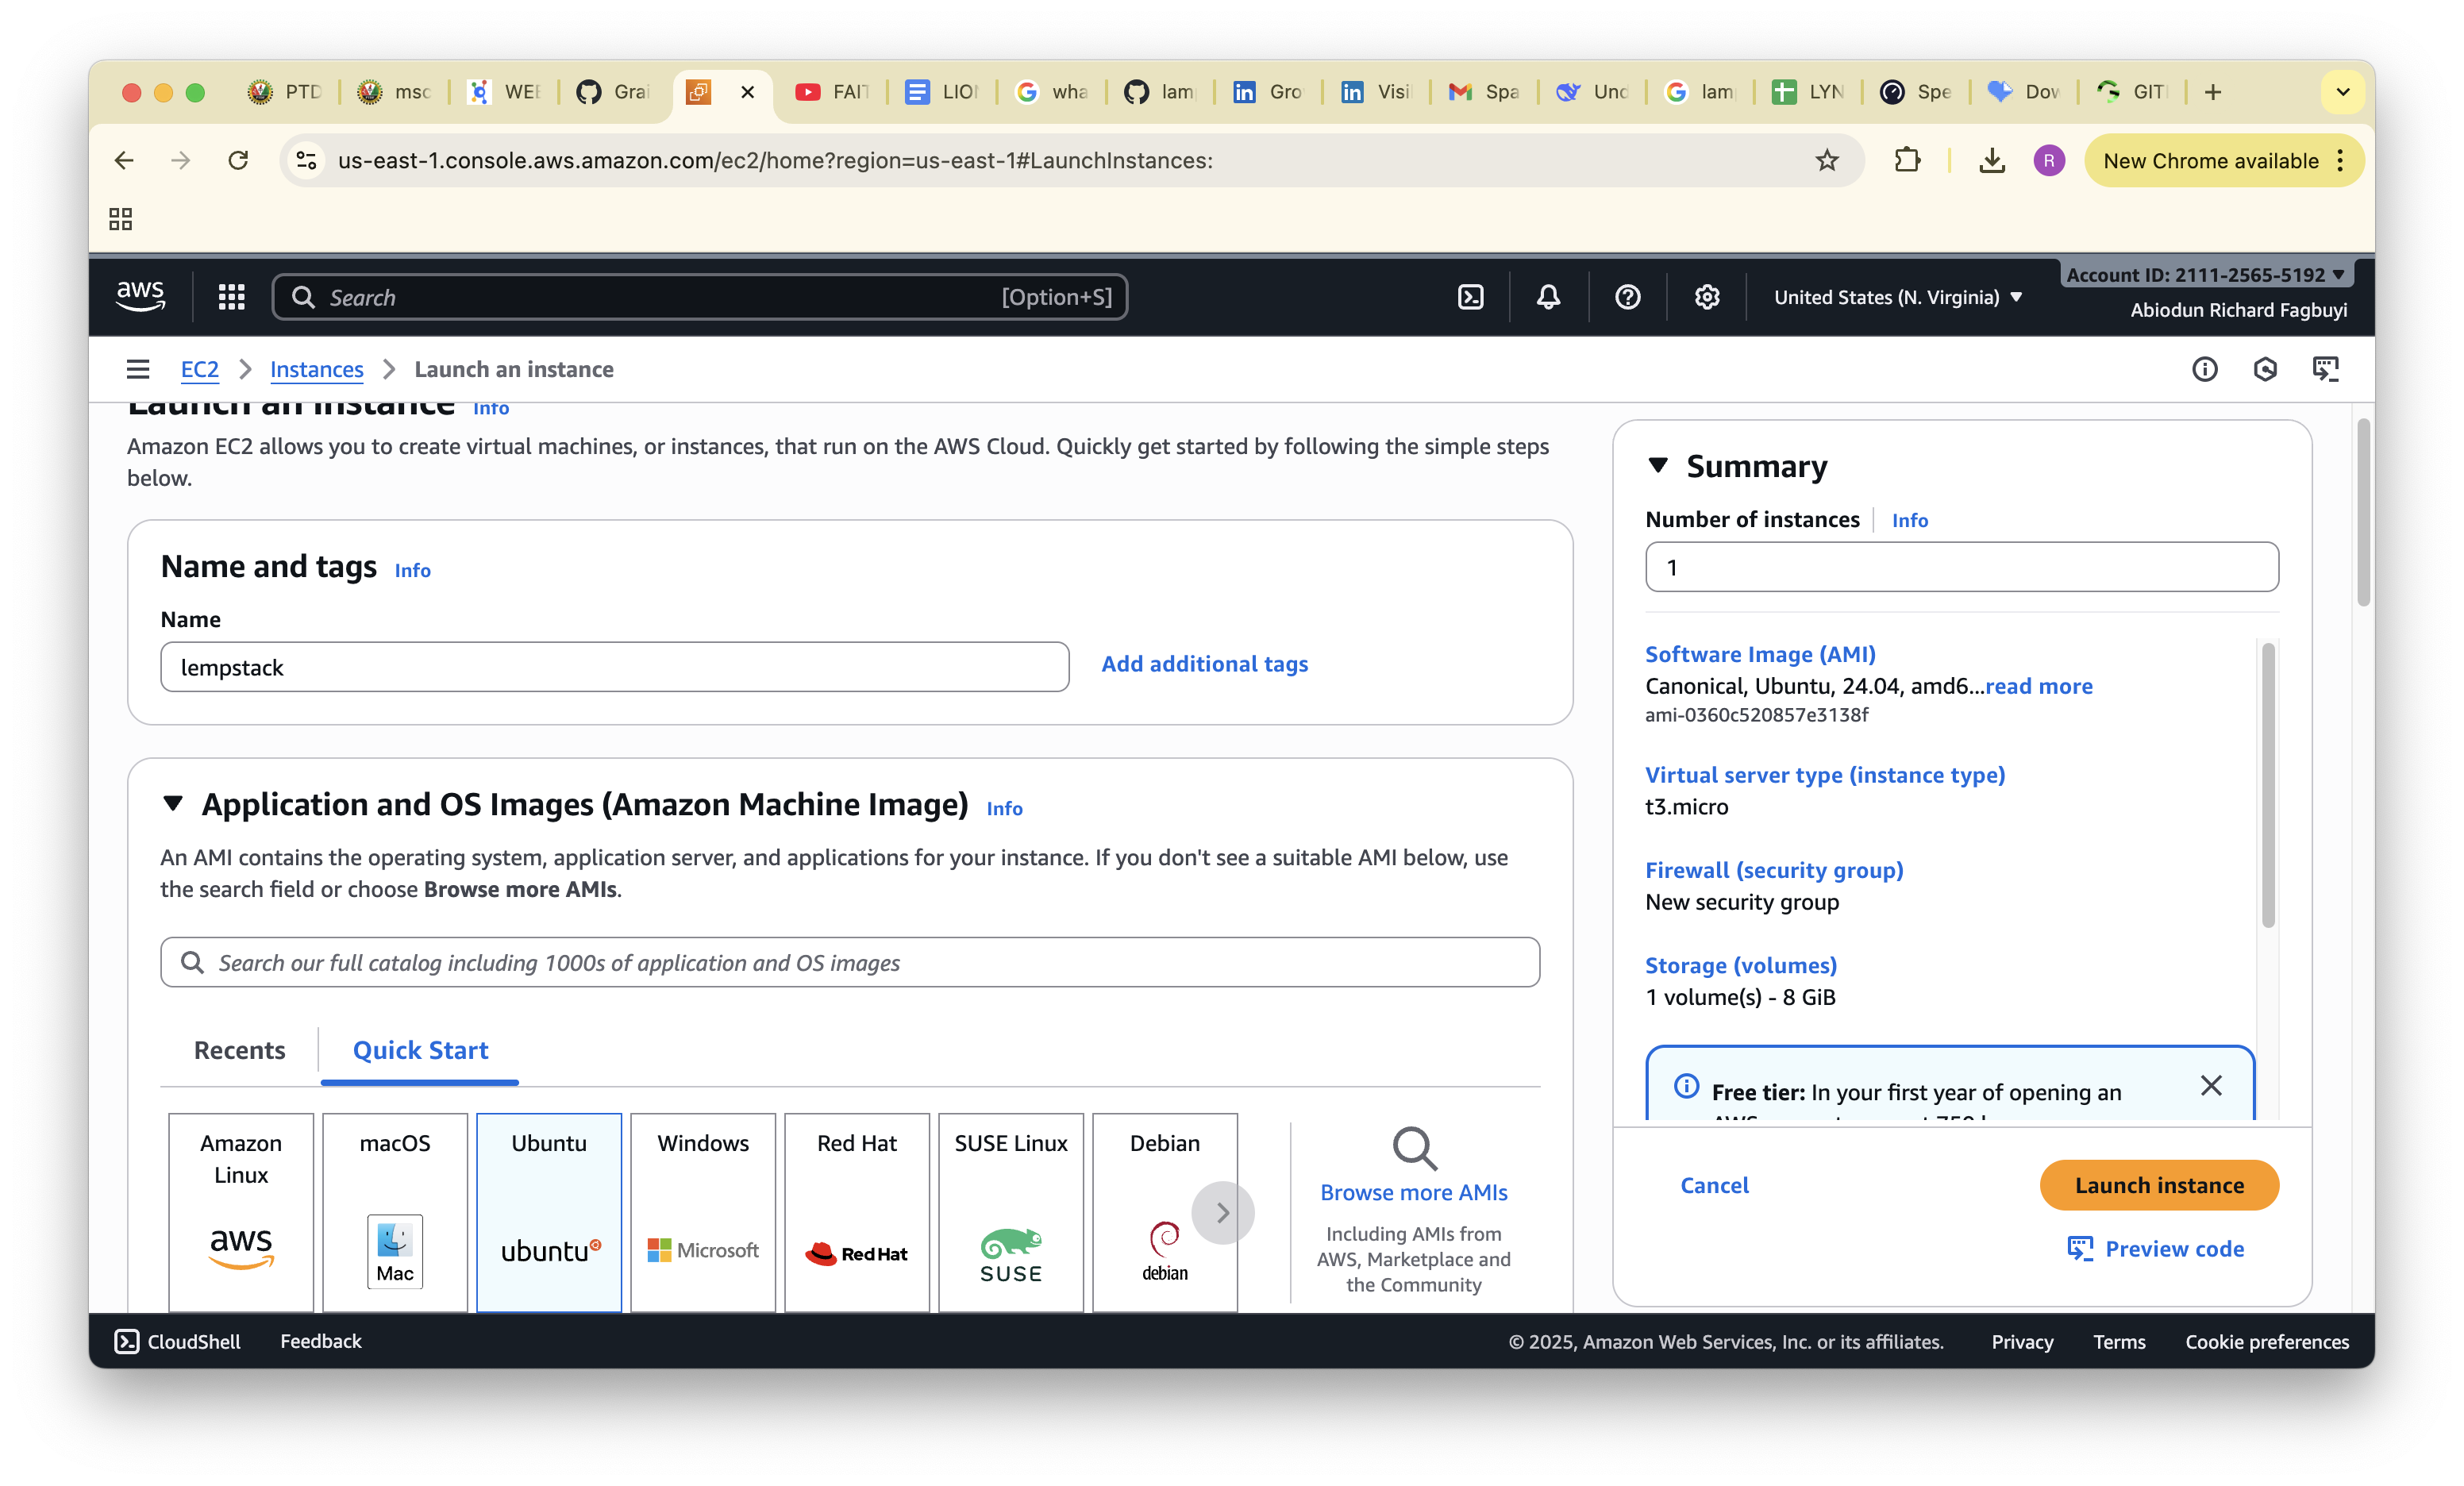 PTD
msc
WEE
Grai
FAIT
LIO
wha
lam
Gro
Visi
Spa
Und
lam
LYN
Spe
Dow
GIT
us-east-1.console.aws.amazon.com/ec2/home?region=us-east-1#LaunchInstances:
R
New Chrome available
aws
Search
[Option+S]
United States (N. Virginia)
Account ID: 2111-2565-5192
Abiodun Richard Fagbuyi
EC2
Instances
Launch an instance
Launch an instance Info
Amazon EC2 allows you to create virtual machines, or instances, that run on the AWS Cloud. Quickly get started by following the simple steps
below.
Name and tags Info
Name
lempstack
Add additional tags
Application and OS Images (Amazon Machine Image) Info
An AMI contains the operating system, application server, and applications for your instance. If you don't see a suitable AMI below, use
the search field or choose Browse more AMIs.
Search our full catalog including 1000s of application and OS images
Recents
Quick Start
Amazon
Linux
aws
macOS
Mac
Ubuntu
ubuntu
Windows
Microsoft
Red Hat
RedHat
SUSE Linux
SUSE
Debian
debian
Browse more AMIs
Including AMIs from
AWS, Marketplace and
the Community
Summary
Number of instances Info
1
Software Image (AMI)
Canonical, Ubuntu, 24.04, amd6...read more
ami-0360c520857e3138f
Virtual server type (instance type)
t3.micro
Firewall (security group)
New security group
Storage (volumes)
1 volume(s) - 8 GiB
Free tier: In your first year of opening an
Cancel
Launch instance
Preview code
CloudShell
Feedback
© 2025, Amazon Web Services, Inc. or its affiliates.
Privacy
Terms
Cookie preferences